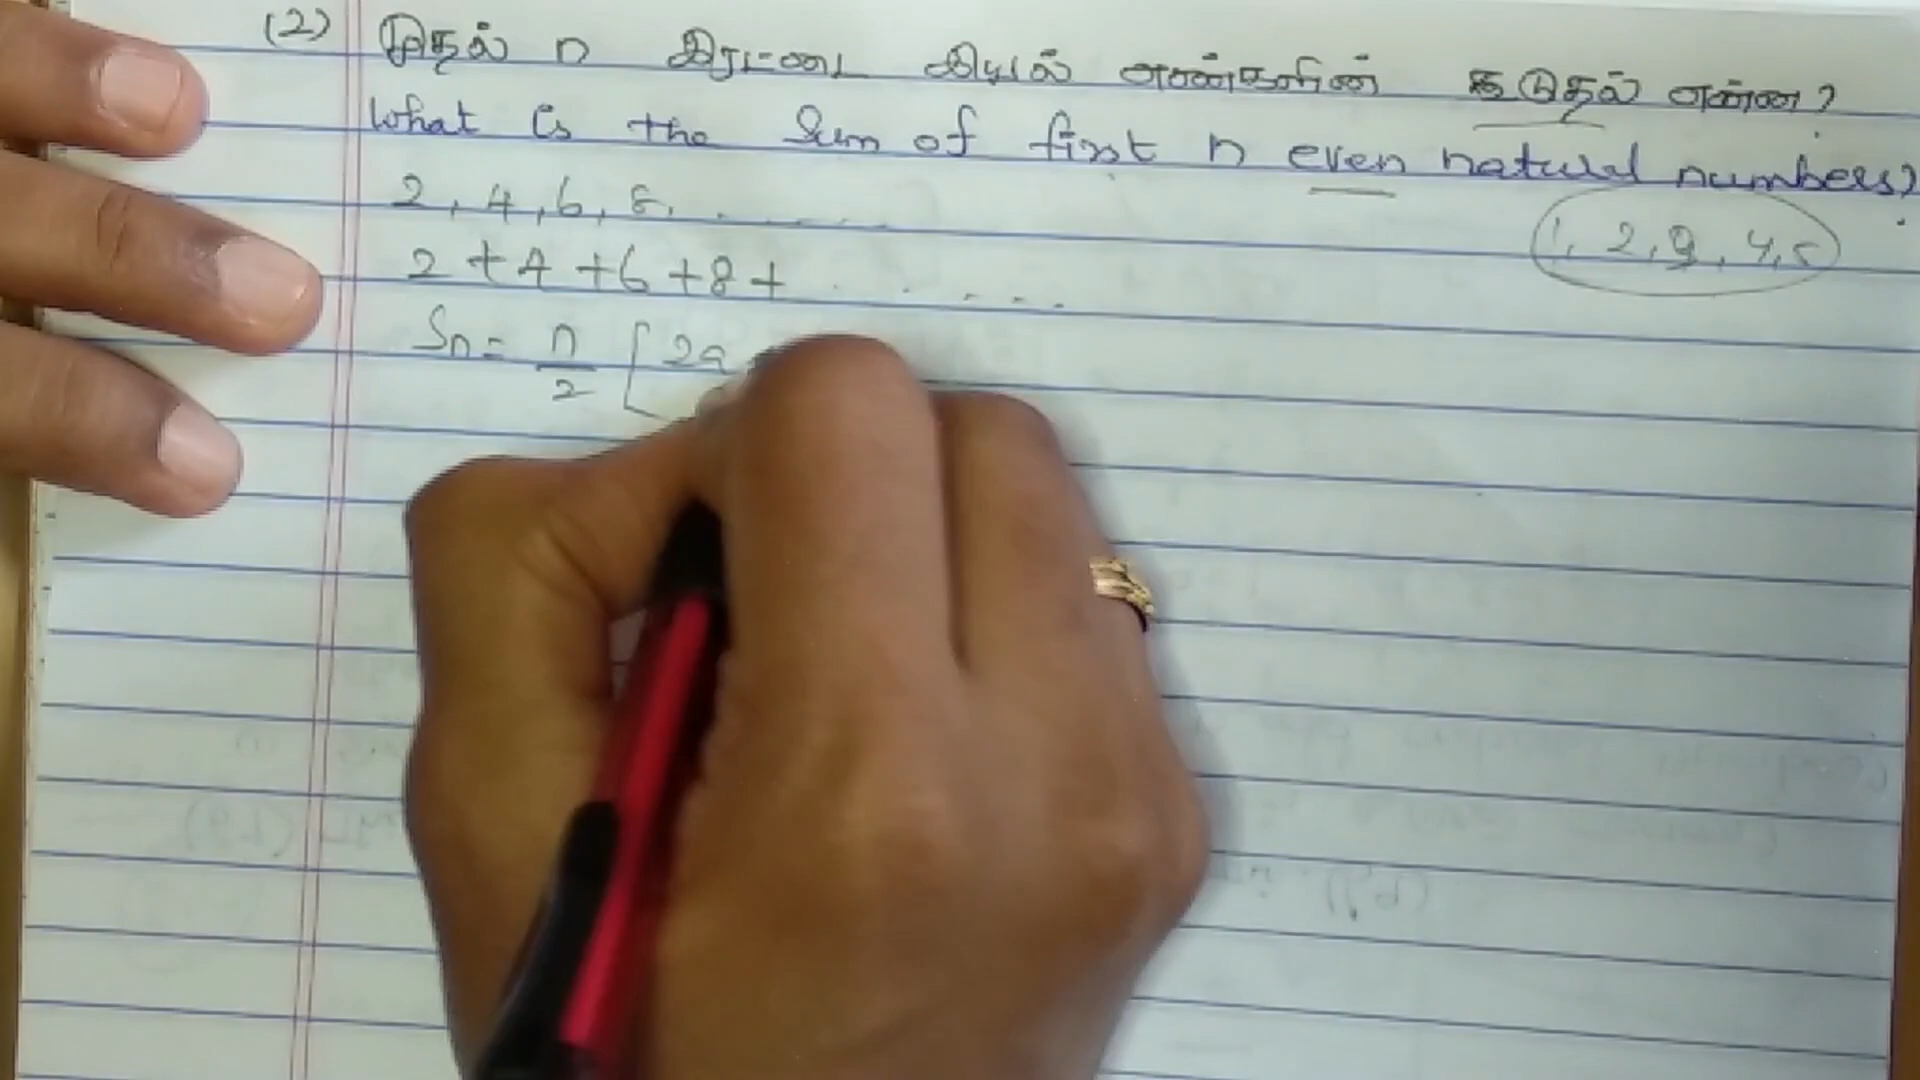 (2) முதல் n இரட்டை இயல் எண்களின் கூடுதல் என்ன?
What is the Sum of first n even natural numbers?
2, 4, 6, 8, . . . . . .
1, 2, 3, 4, 5
2 + 4 + 6 + 8 + . . . . . .
Sn = n/2 [2a